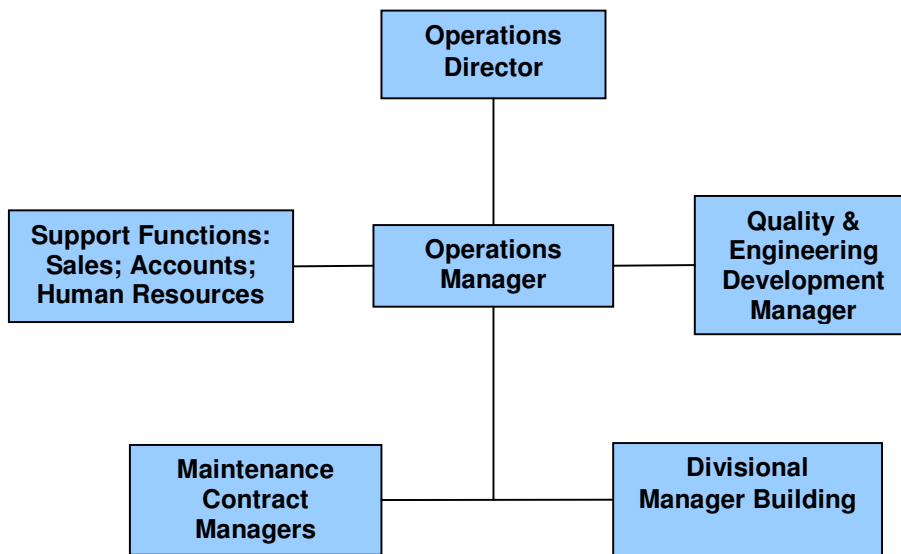 Operations
Director
Support Functions:
Sales; Accounts;
Human Resources
Operations
Manager
Quality &
Engineering
Development
Manager
Maintenance
Contract
Managers
Divisional
Manager Building